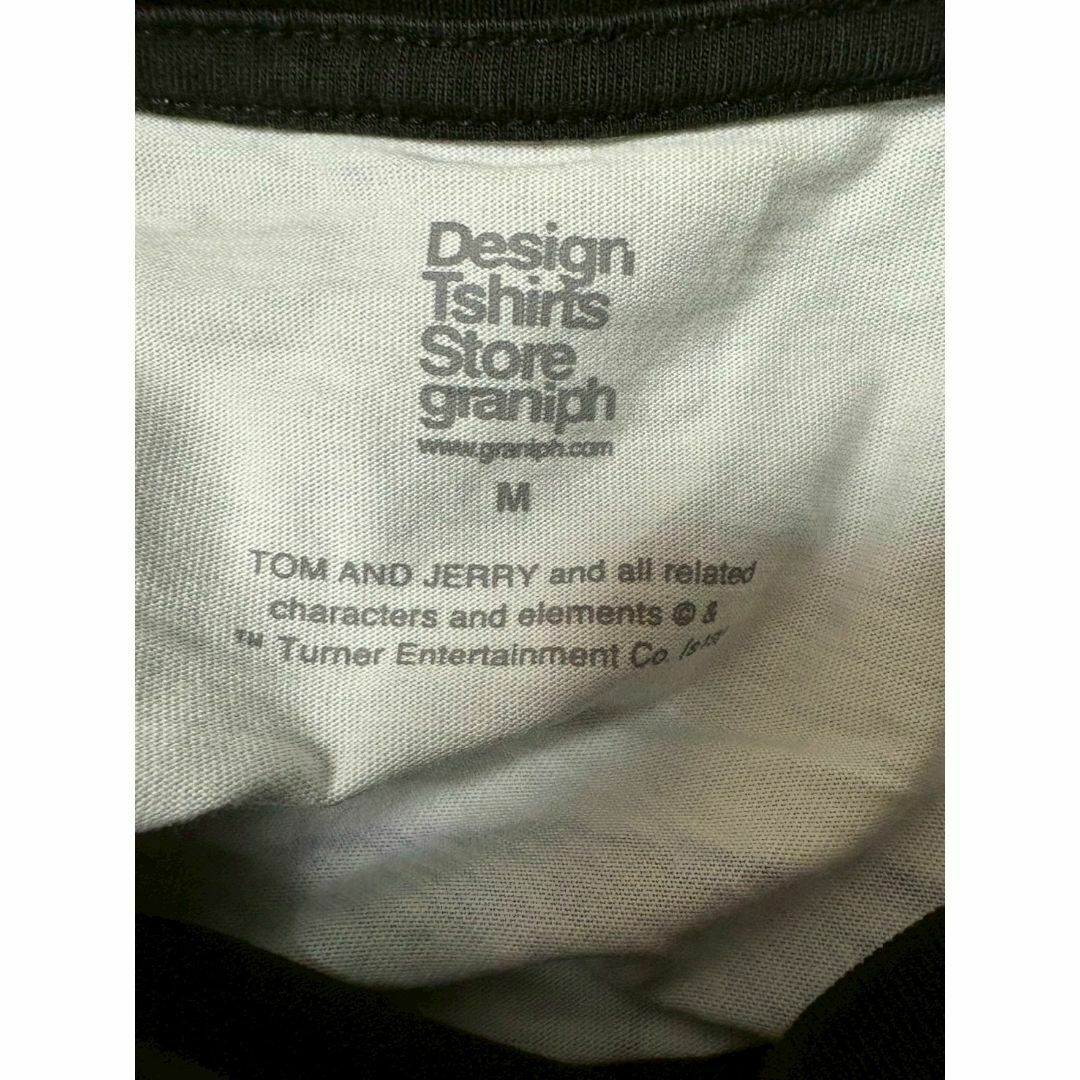 Design
Tshirts
Store
graniph
www.graniph.com
M
TOM AND JERRY and all related
characters and elements © &
™ Turner Entertainment Co.